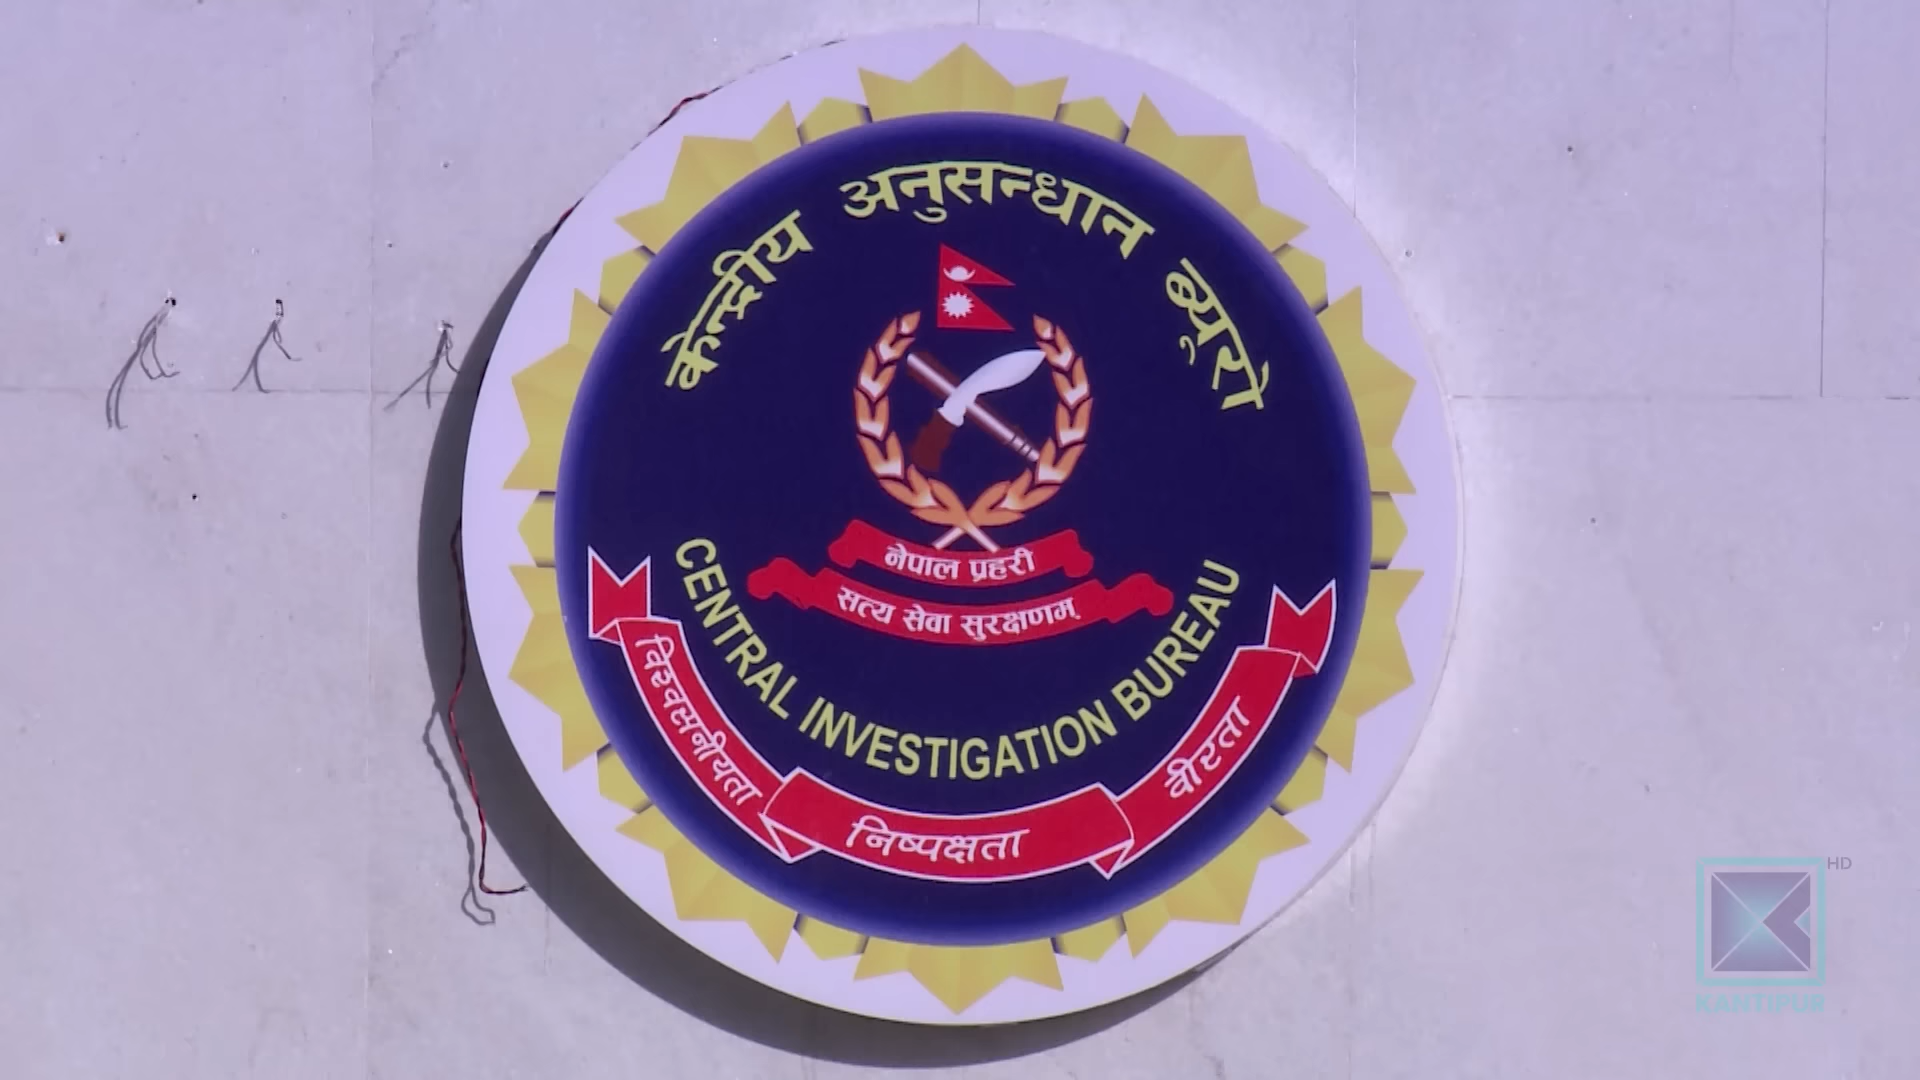 केन्द्रीय अनुसन्धान ब्यूरो
नेपाल प्रहरी
सत्य सेवा सुरक्षणम्
CENTRAL INVESTIGATION BUREAU
विश्वसनीयता
निष्पक्षता
वीरता
HD
KANTIPUR